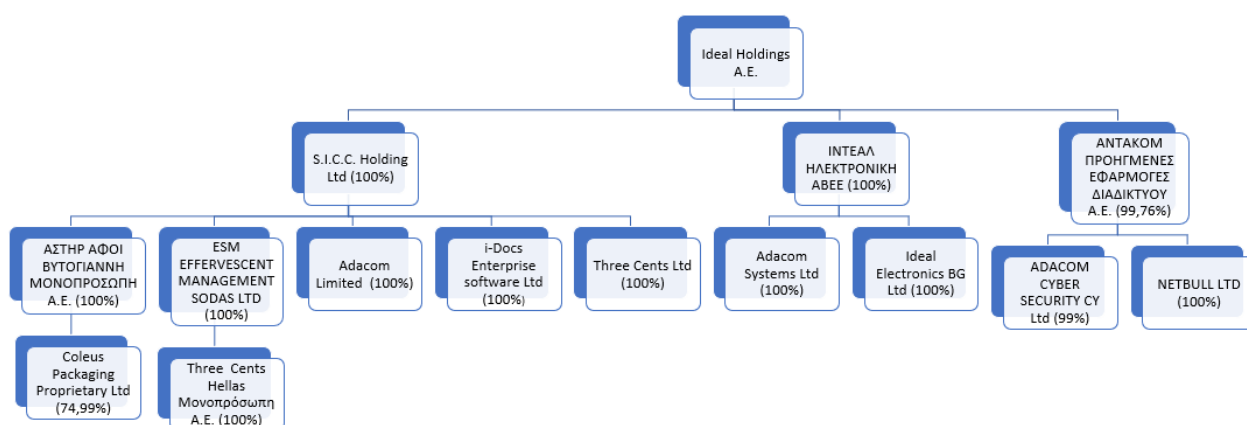 Ideal Holdings
Α.Ε.
S.I.C.C. Holding
Ltd (100%)
ΙΝΤΕΑΛ
ΗΛΕΚΤΡΟΝΙΚΗ
ΑΒΕΕ (100%)
ΑΝΤΑΚΟΜ
ΠΡΟΗΓΜΕΝΕΣ
ΕΦΑΡΜΟΓΕΣ
ΔΙΑΔΙΚΤΥΟΥ
Α.Ε. (99,76%)
ΑΣΤΗΡ ΑΦΟΙ
ΒΥΤΟΓΙΑΝΝΗ
ΜΟΝΟΠΡΟΣΩΠΗ
Α.Ε. (100%)
ESM
EFFERVESCENT
MANAGEMENT
SODAS LTD
(100%)
Adacom
Limited (100%)
i-Docs
Enterprise
software Ltd
(100%)
Three Cents Ltd
(100%)
Adacom
Systems Ltd
(100%)
Ideal
Electronics BG
Ltd (100%)
ADACOM
CYBER
SECURITY CY
Ltd (99%)
NETBULL LTD
(100%)
Coleus
Packaging
Proprietary Ltd
(74,99%)
Three Cents
Hellas
Μονοπρόσωπη
Α.Ε. (100%)